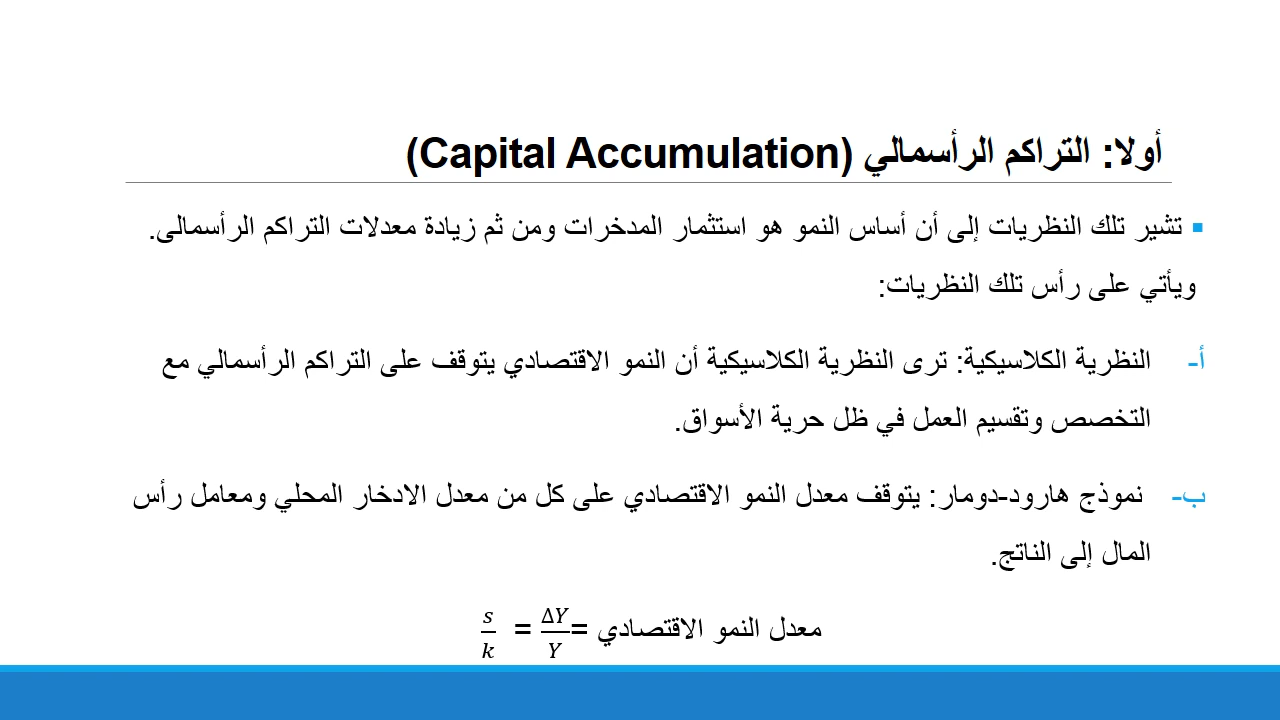 أولا: التراكم الرأسمالي (Capital Accumulation)
▪ تشير تلك النظريات إلى أن أساس النمو هو استثمار المدخرات ومن ثم زيادة معدلات التراكم الرأسمالى.
ويأتي على رأس تلك النظريات:
أ- النظرية الكلاسيكية: ترى النظرية الكلاسيكية أن النمو الاقتصادي يتوقف على التراكم الرأسمالي مع
التخصص وتقسيم العمل في ظل حرية الأسواق.
ب- نموذج هارود-دومار: يتوقف معدل النمو الاقتصادي على كل من معدل الادخار المحلي ومعامل رأس
المال إلى الناتج.
معدل النمو الاقتصادي = ΔY/Y = s/k